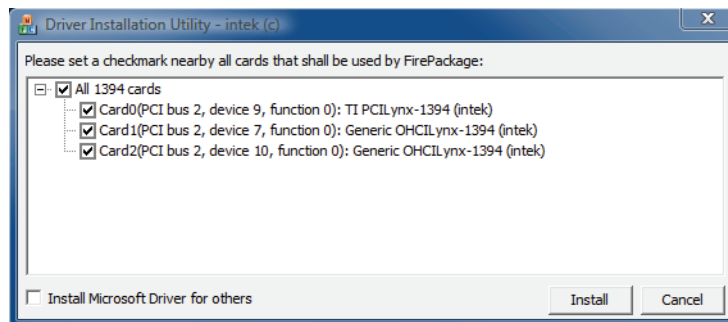 Driver Installation Utility - intek (c)
Please set a checkmark nearby all cards that shall be used by FirePackage:
All 1394 cards
Card0(PCI bus 2, device 9, function 0): TI PCILynx-1394 (intek)
Card1(PCI bus 2, device 7, function 0): Generic OHCILynx-1394 (intek)
Card2(PCI bus 2, device 10, function 0): Generic OHCILynx-1394 (intek)
Install Microsoft Driver for others
Install
Cancel